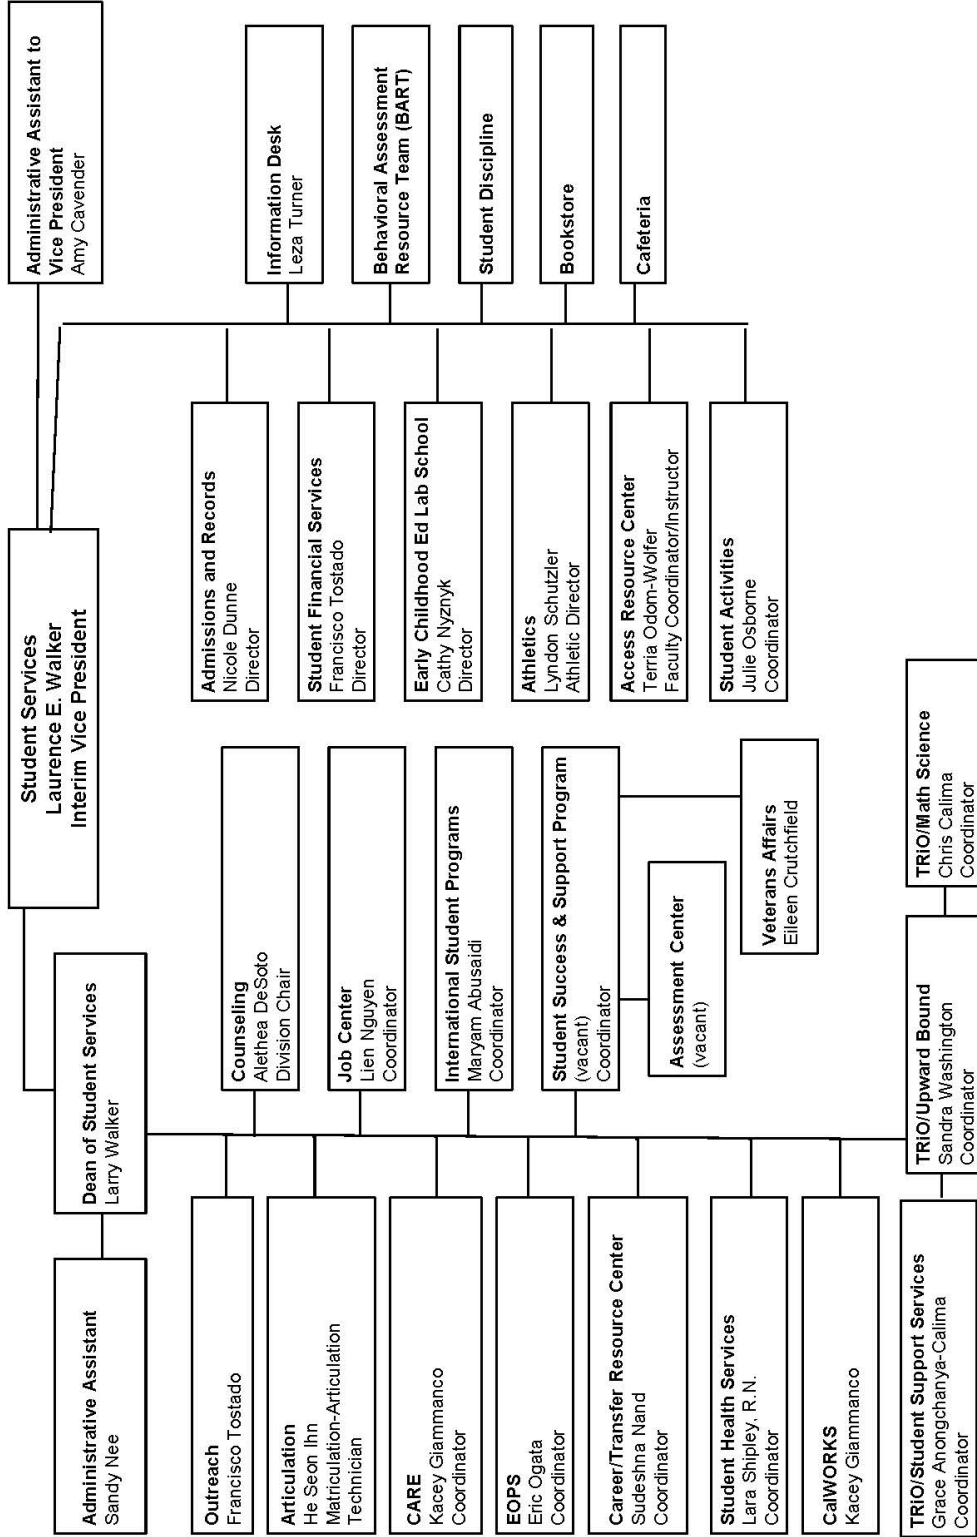 Student Services
Laurence E. Walker
Interim Vice President
Administrative Assistant to
Vice President
Amy Cavender
Dean of Student Services
Larry Walker
Administrative Assistant
Sandy Nee
Outreach
Francisco Tostado
Articulation
He Seon Ihn
Matriculation-Articulation
Technician
CARE
Kacey Giammanco
Coordinator
EOPS
Eric Ogata
Coordinator
Career/Transfer Resource Center
Sudeshna Nand
Coordinator
Student Health Services
Lara Shipley, R.N.
Coordinator
CalWORKS
Kacey Giammanco
TRiO/Student Support Services
Grace Anongchanya-Calima
Coordinator
Counseling
Alethea DeSoto
Division Chair
Job Center
Lien Nguyen
Coordinator
International Student Programs
Maryam Abusaidi
Coordinator
Student Success & Support Program
(vacant)
Coordinator
Assessment Center
(vacant)
Veterans Affairs
Eileen Crutchfield
TRiO/Upward Bound
Sandra Washington
Coordinator
TRiO/Math Science
Chris Calima
Coordinator
Admissions and Records
Nicole Dunne
Director
Student Financial Services
Francisco Tostado
Director
Early Childhood Ed Lab School
Cathy Nyznyk
Director
Athletics
Lyndon Schutzler
Athletic Director
Access Resource Center
Terria Odom-Wolfer
Faculty Coordinator/Instructor
Student Activities
Julie Osborne
Coordinator
Information Desk
Leza Turner
Behavioral Assessment
Resource Team (BART)
Student Discipline
Bookstore
Cafeteria